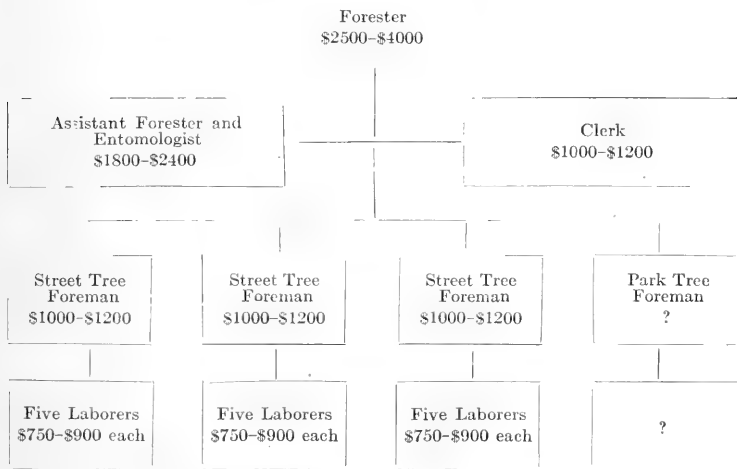 Forester
$2500–$4000
Assistant Forester and
Entomologist
$1800–$2400
Clerk
$1000–$1200
Street Tree
Foreman
$1000–$1200
Street Tree
Foreman
$1000–$1200
Street Tree
Foreman
$1000–$1200
Park Tree
Foreman
?
Five Laborers
$750–$900 each
Five Laborers
$750–$900 each
Five Laborers
$750–$900 each
?